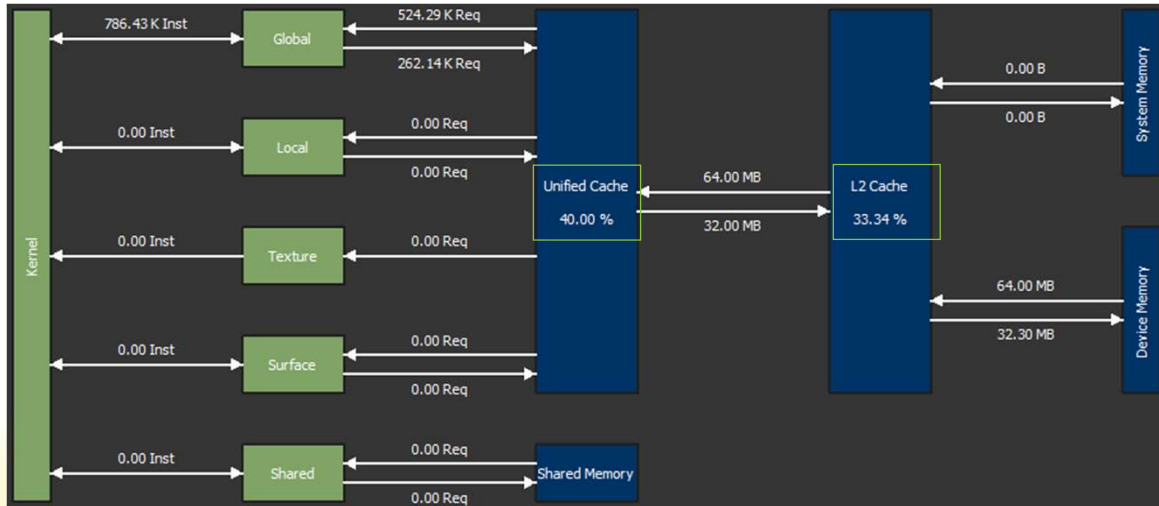 Kernel
786.43 K Inst
Global
524.29 K Req
262.14 K Req
0.00 Inst
Local
0.00 Req
0.00 Req
0.00 Inst
Texture
0.00 Req
0.00 Inst
Surface
0.00 Req
0.00 Req
0.00 Inst
Shared
0.00 Req
0.00 Req
Unified Cache
40.00 %
Shared Memory
64.00 MB
32.00 MB
L2 Cache
33.34 %
0.00 B
0.00 B
System Memory
64.00 MB
32.30 MB
Device Memory